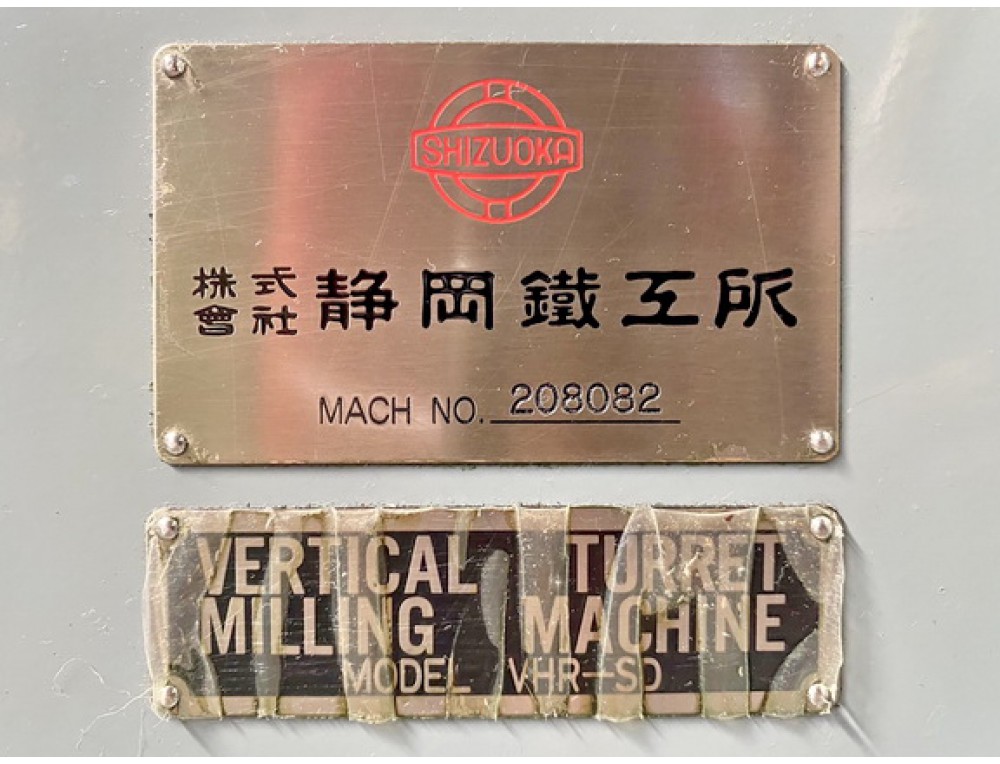 SHIZUOKA
株式會社 静岡鐵工所
MACH NO. 208082
VERTICAL TURRET
MILLING MACHINE
MODEL VHR-SD